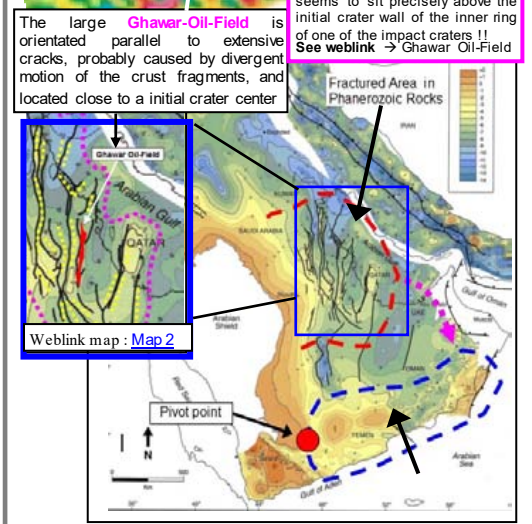 The large Ghawar-Oil-Field is
orientated parallel to extensive
cracks, probably caused by divergent
motion of the crust fragments, and
located close to a initial crater center
seems to sit precisely above the
initial crater wall of the inner ring
of one of the impact craters !!
See weblink → Ghawar Oil-Field
Fractured Area in
Phanerozoic Rocks
Ghawar Oil-Field
Arabian Gulf
QATAR
Weblink map : Map 2
IRAN
SAUDI ARABIA
QATAR
Gulf of Oman
Arabian
Shield
YEMEN
Pivot point
N
Arabian
Sea
Gulf of Aden